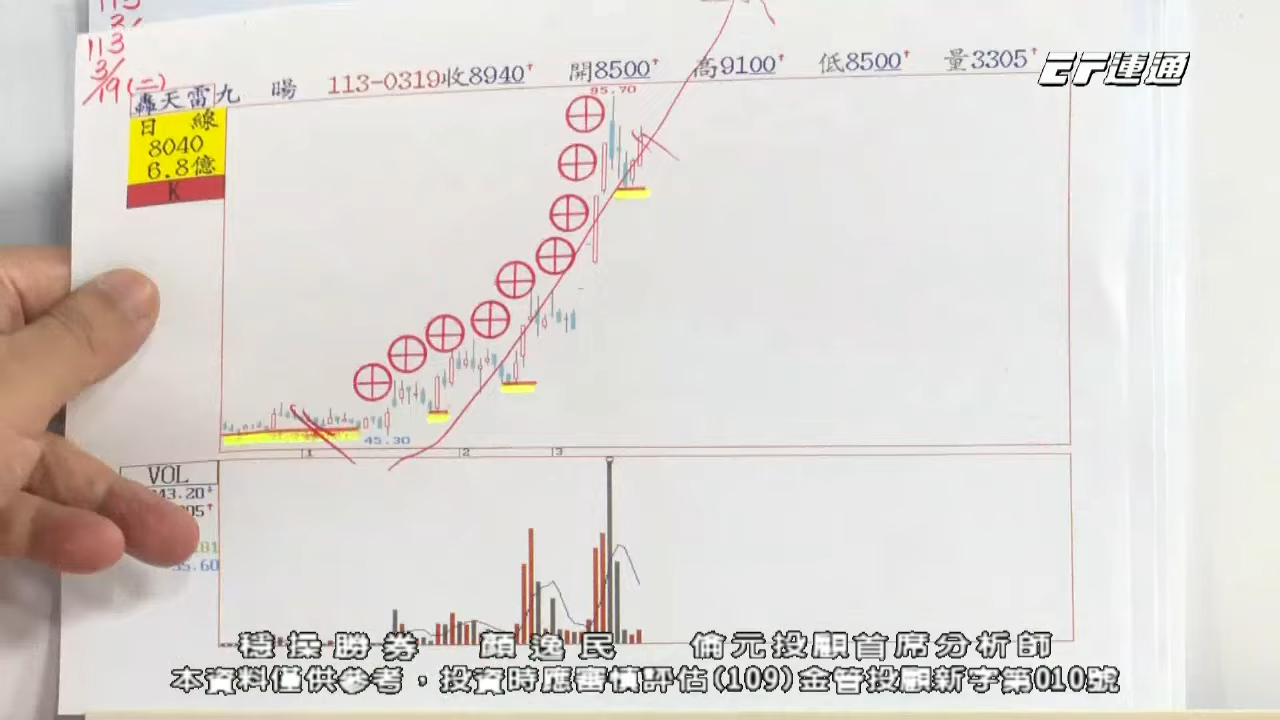 113
3/19(二)
轟天雷九 暘 113-0319收8940↑ 開8500↑ 高9100↑ 低8500↑ 量3305↑
ET運通
日 線
8040
6.8億
K
95.70
45.30
1 2 3
VOL
穩操勝券 顏逸民 倫元投顧首席分析師
本資料僅供參考，投資時應審慎評估(109)金管投顧新字第010號